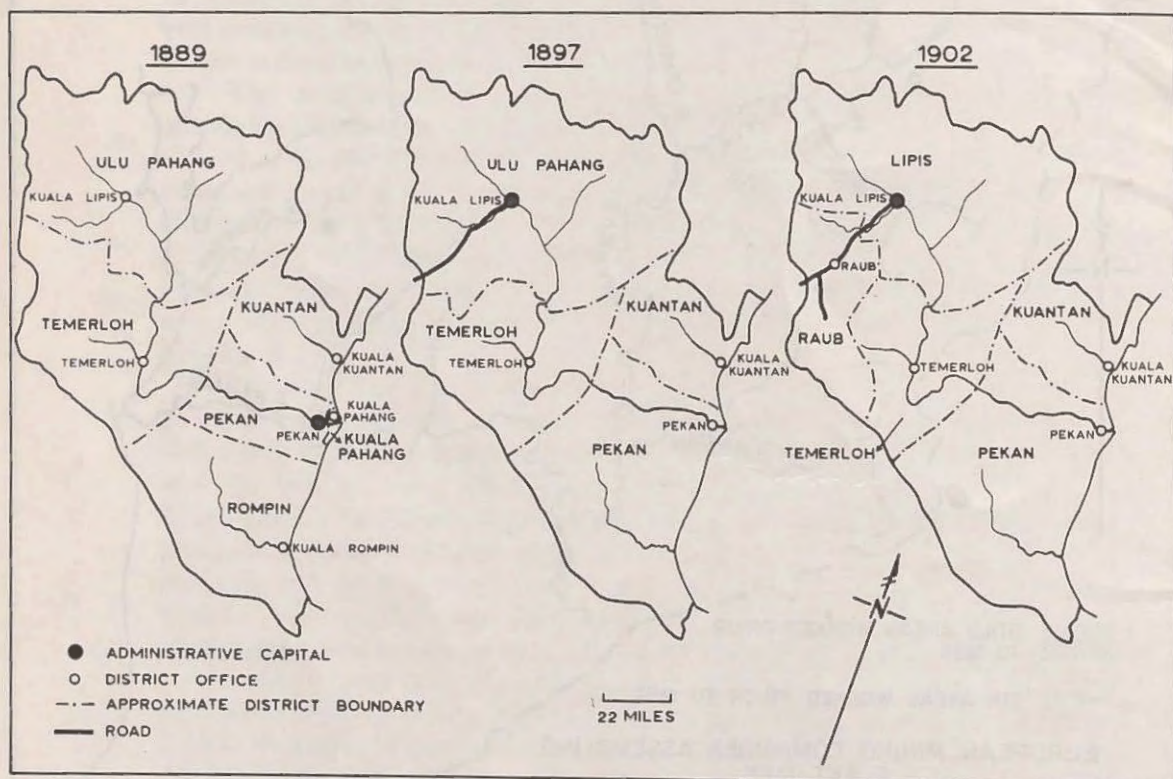 1889
ULU PAHANG
KUALA LIPIS
TEMERLOH
TEMERLOH
KUANTAN
KUALA
KUANTAN
PEKAN
PEKAN
KUALA
PAHANG
KUALA
PAHANG
ROMPIN
KUALA ROMPIN
1897
ULU PAHANG
KUALA LIPIS
TEMERLOH
TEMERLOH
KUANTAN
KUALA
KUANTAN
PEKAN
PEKAN
1902
LIPIS
KUALA LIPIS
RAUB
RAUB
KUANTAN
KUALA
KUANTAN
TEMERLOH
TEMERLOH
PEKAN
PEKAN
ADMINISTRATIVE CAPITAL
DISTRICT OFFICE
APPROXIMATE DISTRICT BOUNDARY
ROAD
22 MILES
N